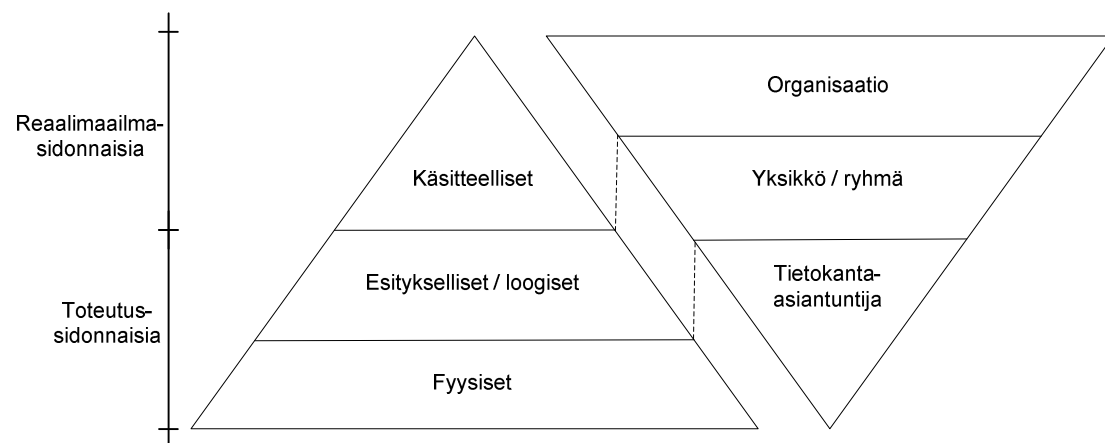 Organisaatio
Reaalimaailma-
sidonnaisia
Käsitteelliset
Yksikkö / ryhmä
Esitykselliset / loogiset
Tietokanta-
asiantuntija
Toteutus-
sidonnaisia
Fyysiset